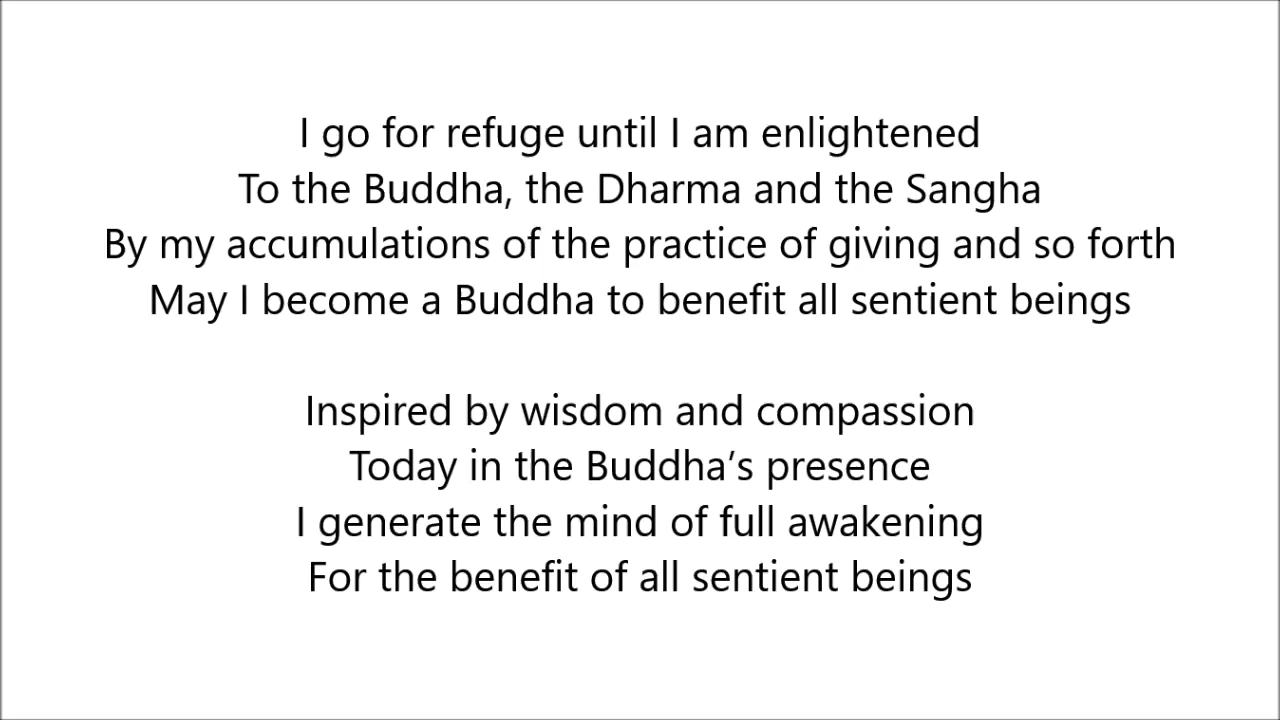 I go for refuge until I am enlightened
To the Buddha, the Dharma and the Sangha
By my accumulations of the practice of giving and so forth
May I become a Buddha to benefit all sentient beings
Inspired by wisdom and compassion
Today in the Buddha’s presence
I generate the mind of full awakening
For the benefit of all sentient beings